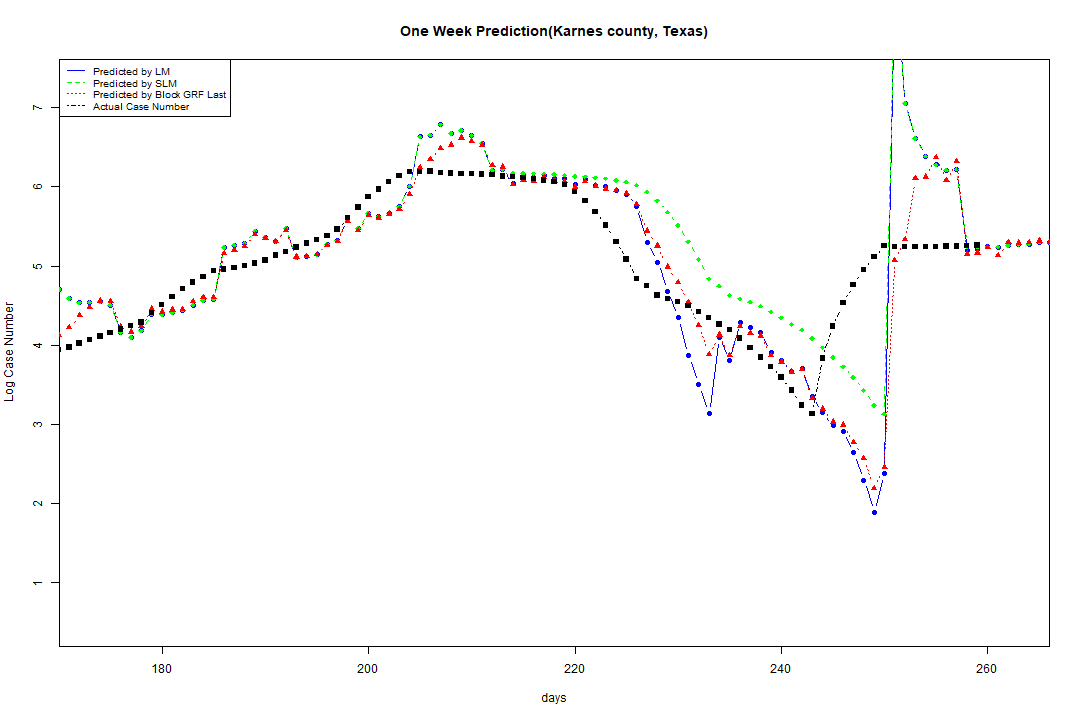 One Week Prediction(Karnes county, Texas)
Predicted by LM
Predicted by SLM
Predicted by Block GRF Last
Actual Case Number
7
6
5
4
3
2
1
Log Case Number
180 200 220 240 260
days